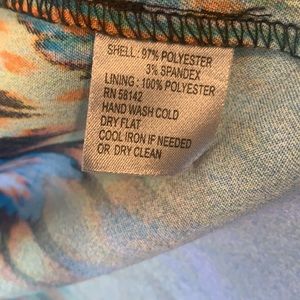 SHELL: 97% POLYESTER
3% SPANDEX
LINING: 100% POLYESTER
RN 58142
HAND WASH COLD
DRY FLAT
COOL IRON IF NEEDED
OR DRY CLEAN